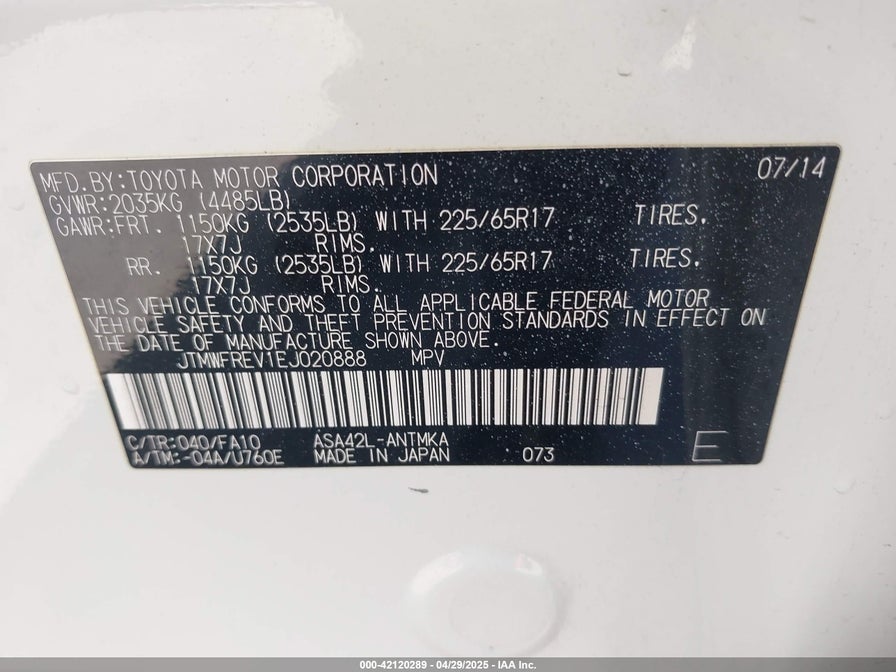 MFD.BY:TOYOTA MOTOR CORPORATION 07/14
GVWR:2035KG (4485LB)
GAWR:FRT. 1150KG (2535LB) WITH 225/65R17 TIRES.
17X7J RIMS.
RR. 1150KG (2535LB) WITH 225/65R17 TIRES.
17X7J RIMS.
THIS VEHICLE CONFORMS TO ALL APPLICABLE FEDERAL MOTOR
VEHICLE SAFETY AND THEFT PREVENTION STANDARDS IN EFFECT ON
THE DATE OF MANUFACTURE SHOWN ABOVE.
JTMWFREV1EJ020888 MPV
C/TR:040/FA10 ASA42L-ANTMKA
A/TM:-04A/U760E MADE IN JAPAN 073 E
000-42120289 - 04/29/2025 - IAA Inc.